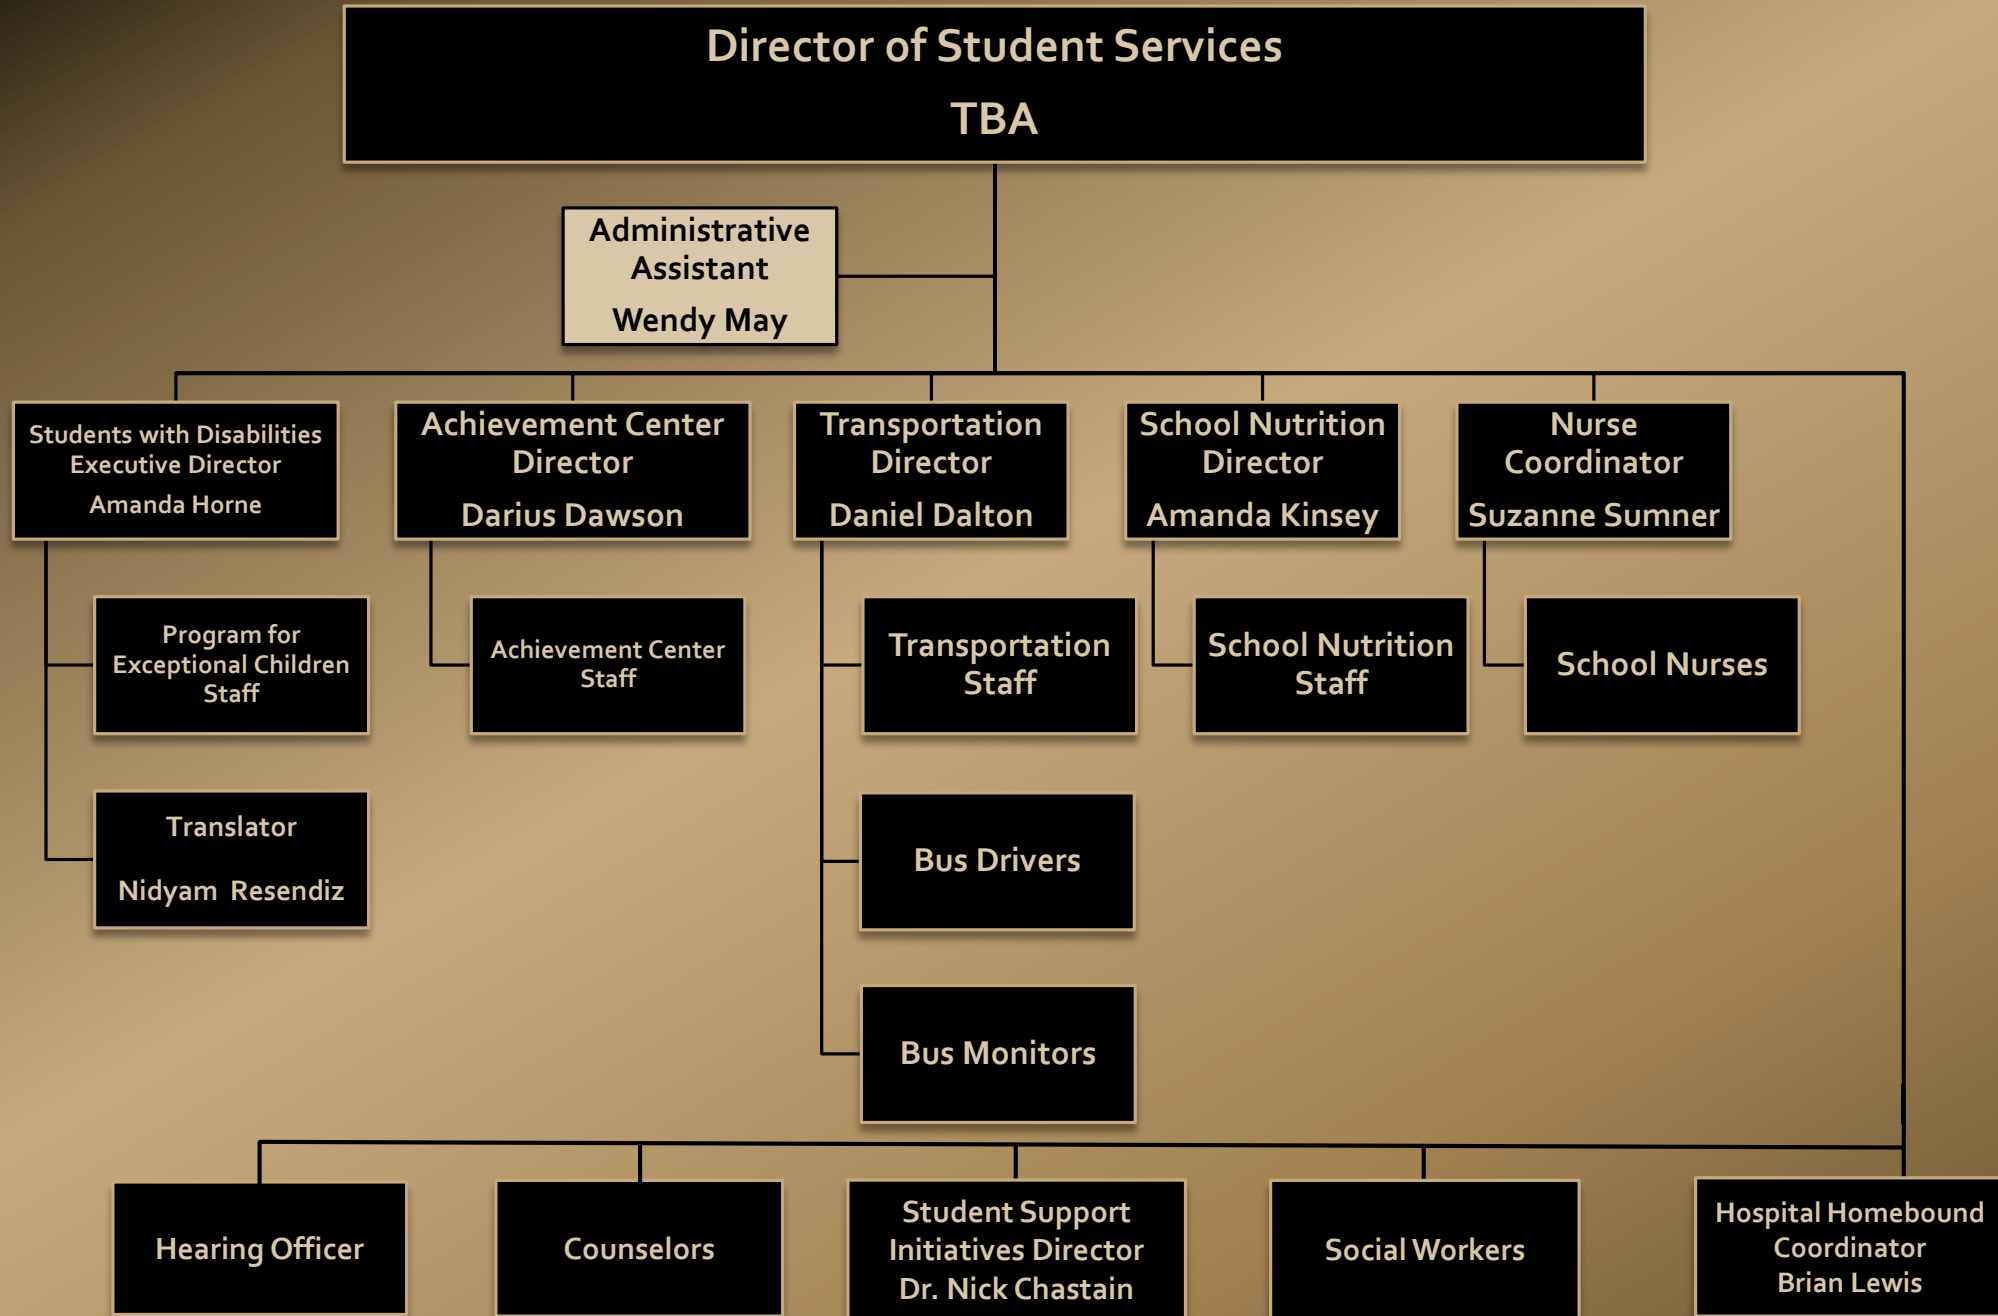 Director of Student Services
TBA
Administrative
Assistant
Wendy May
Students with Disabilities
Executive Director
Amanda Horne
Achievement Center
Director
Darius Dawson
Transportation
Director
Daniel Dalton
School Nutrition
Director
Amanda Kinsey
Nurse
Coordinator
Suzanne Sumner
Program for
Exceptional Children
Staff
Achievement Center
Staff
Transportation
Staff
School Nutrition
Staff
School Nurses
Translator
Nidyam Resendiz
Bus Drivers
Bus Monitors
Hearing Officer
Counselors
Student Support
Initiatives Director
Dr. Nick Chastain
Social Workers
Hospital Homebound
Coordinator
Brian Lewis